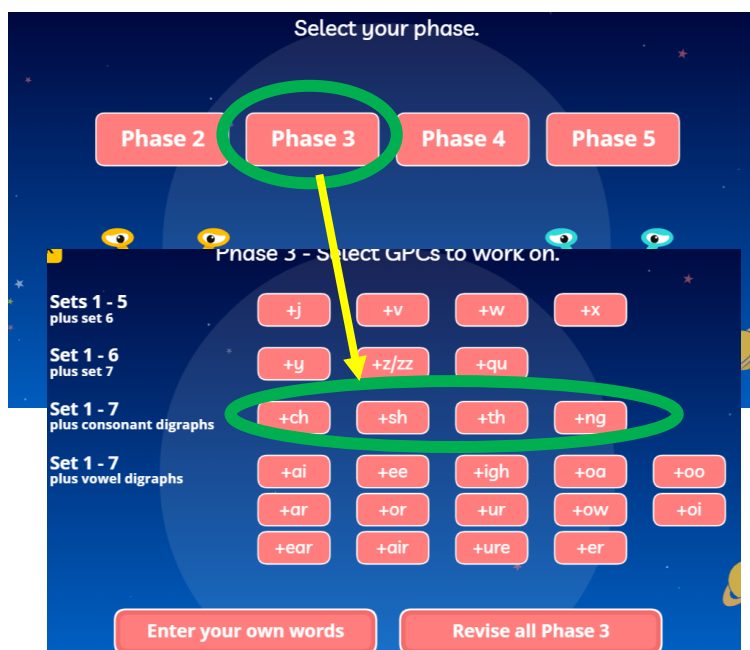 Select your phase.
Phase 2 Phase 3 Phase 4 Phase 5
Phase 3 - Select GPCs to work on.
Sets 1 - 5
plus set 6
+j +v +w +x
Set 1 - 6
plus set 7
+y +z/zz +qu
Set 1 - 7
plus consonant digraphs
+ch +sh +th +ng
Set 1 - 7
plus vowel digraphs
+ai +ee +igh +oa +oo
+ar +or +ur +ow +oi
+ear +air +ure +er
Enter your own words Revise all Phase 3